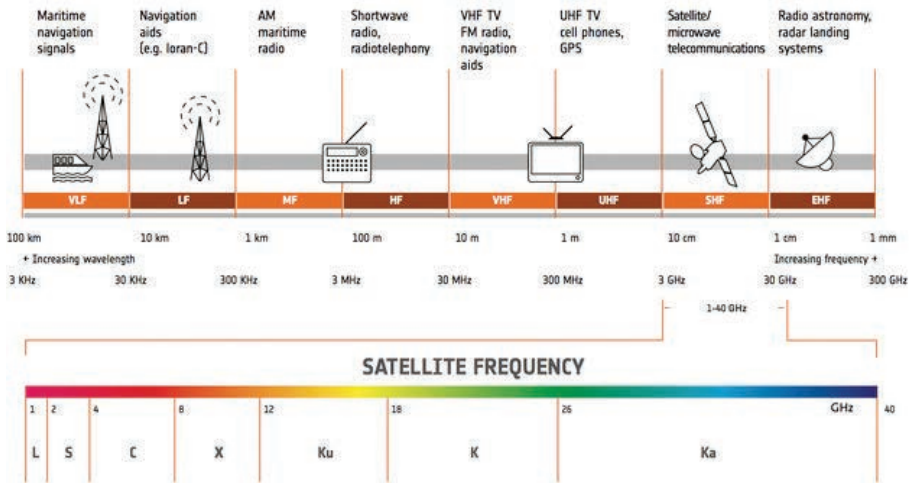 Maritime
navigation
signals
Navigation
aids
(e.g. loran-C)
AM
maritime
radio
Shortwave
radio,
radiotelephony
VHF TV
FM radio,
navigation
aids
UHF TV
cell phones,
GPS
Satellite/
microwave
telecommunications
Radio astronomy,
radar landing
systems
VLF LF MF HF VHF UHF SHF EHF
100 km 10 km 1 km 100 m 10 m 1 m 10 cm 1 cm 1 mm
+ Increasing wavelength Increasing frequency +
3 KHz 30 KHz 300 KHz 3 MHz 30 MHz 300 MHz 3 GHz 30 GHz 300 GHz
1-40 GHz
SATELLITE FREQUENCY
1 2 4 8 12 18 26 GHz 40
L S C X Ku K Ka